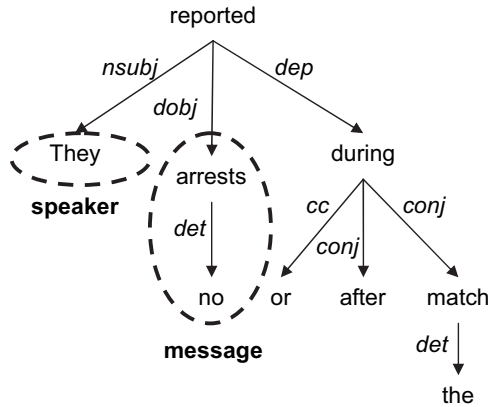 reported
nsubj dobj dep
They arrests during
speaker
det cc conj conj
no or after match
message det
the